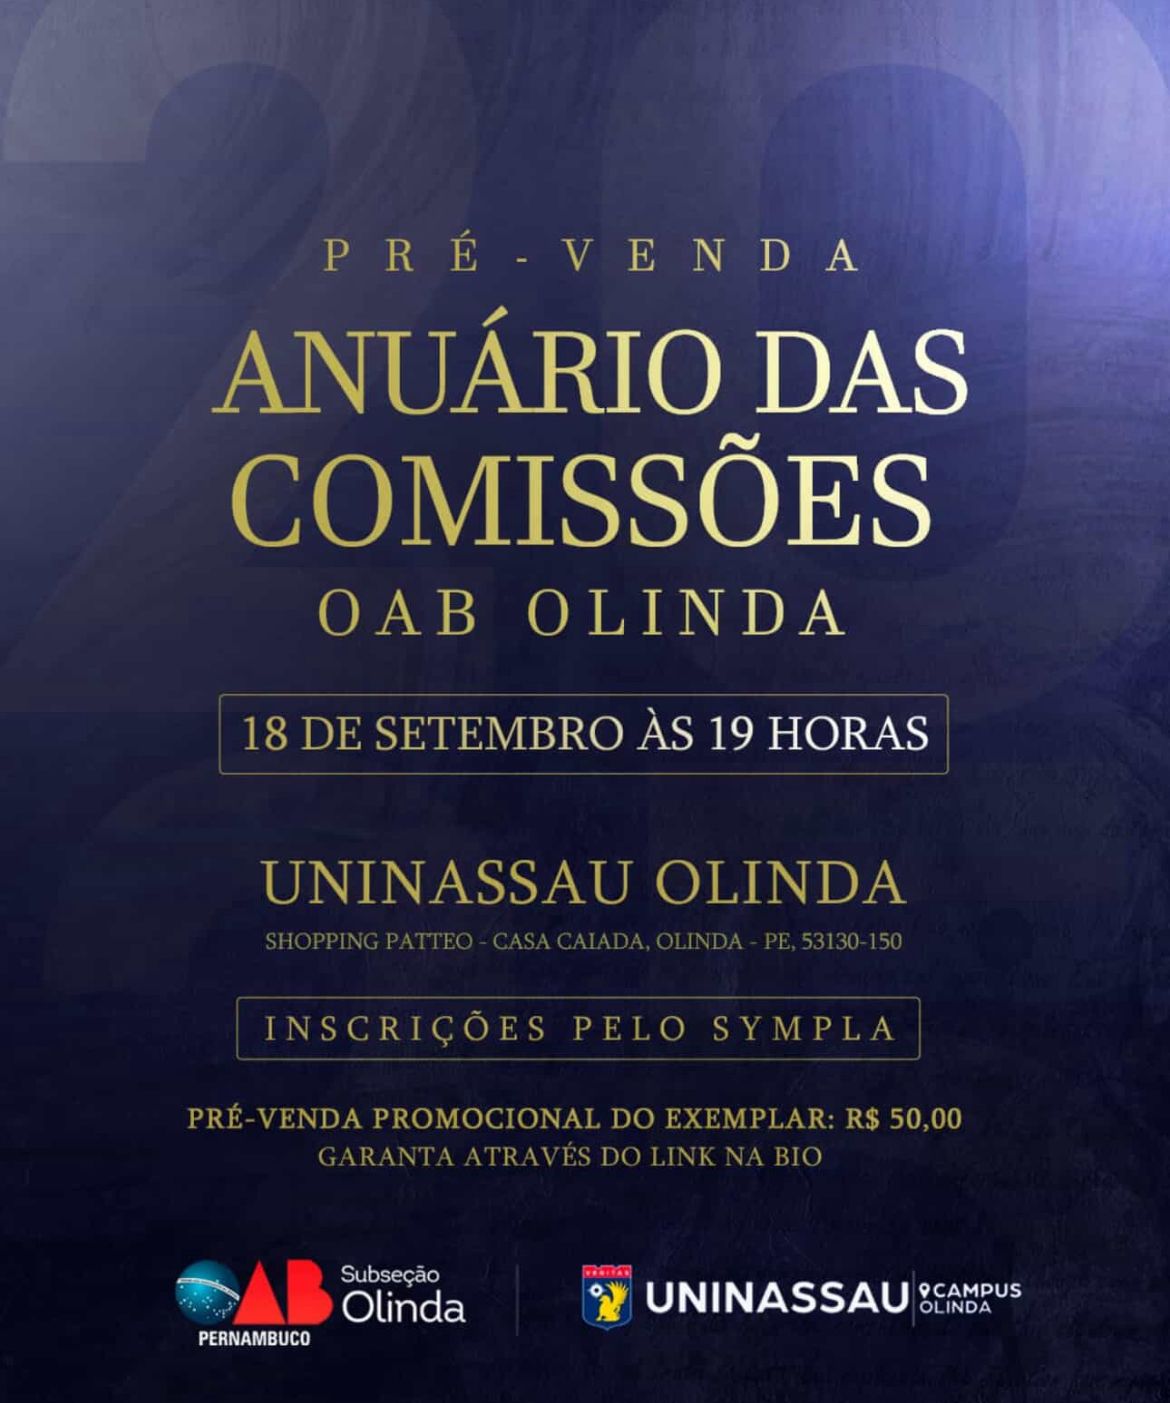 PRÉ-VENDA
ANUÁRIO DAS
COMISSÕES
OAB OLINDA
18 DE SETEMBRO ÀS 19 HORAS
UNINASSAU OLINDA
SHOPPING PATTEO - CASA CAIADA, OLINDA - PE, 53130-150
INSCRIÇÕES PELO SYMPLA
PRÉ-VENDA PROMOCIONAL DO EXEMPLAR: R$ 50,00
GARANTA ATRAVÉS DO LINK NA BIO
OAB
PERNAMBUCO
Subseção
Olinda
VERITAS
UNINASSAU
CAMPUS
OLINDA